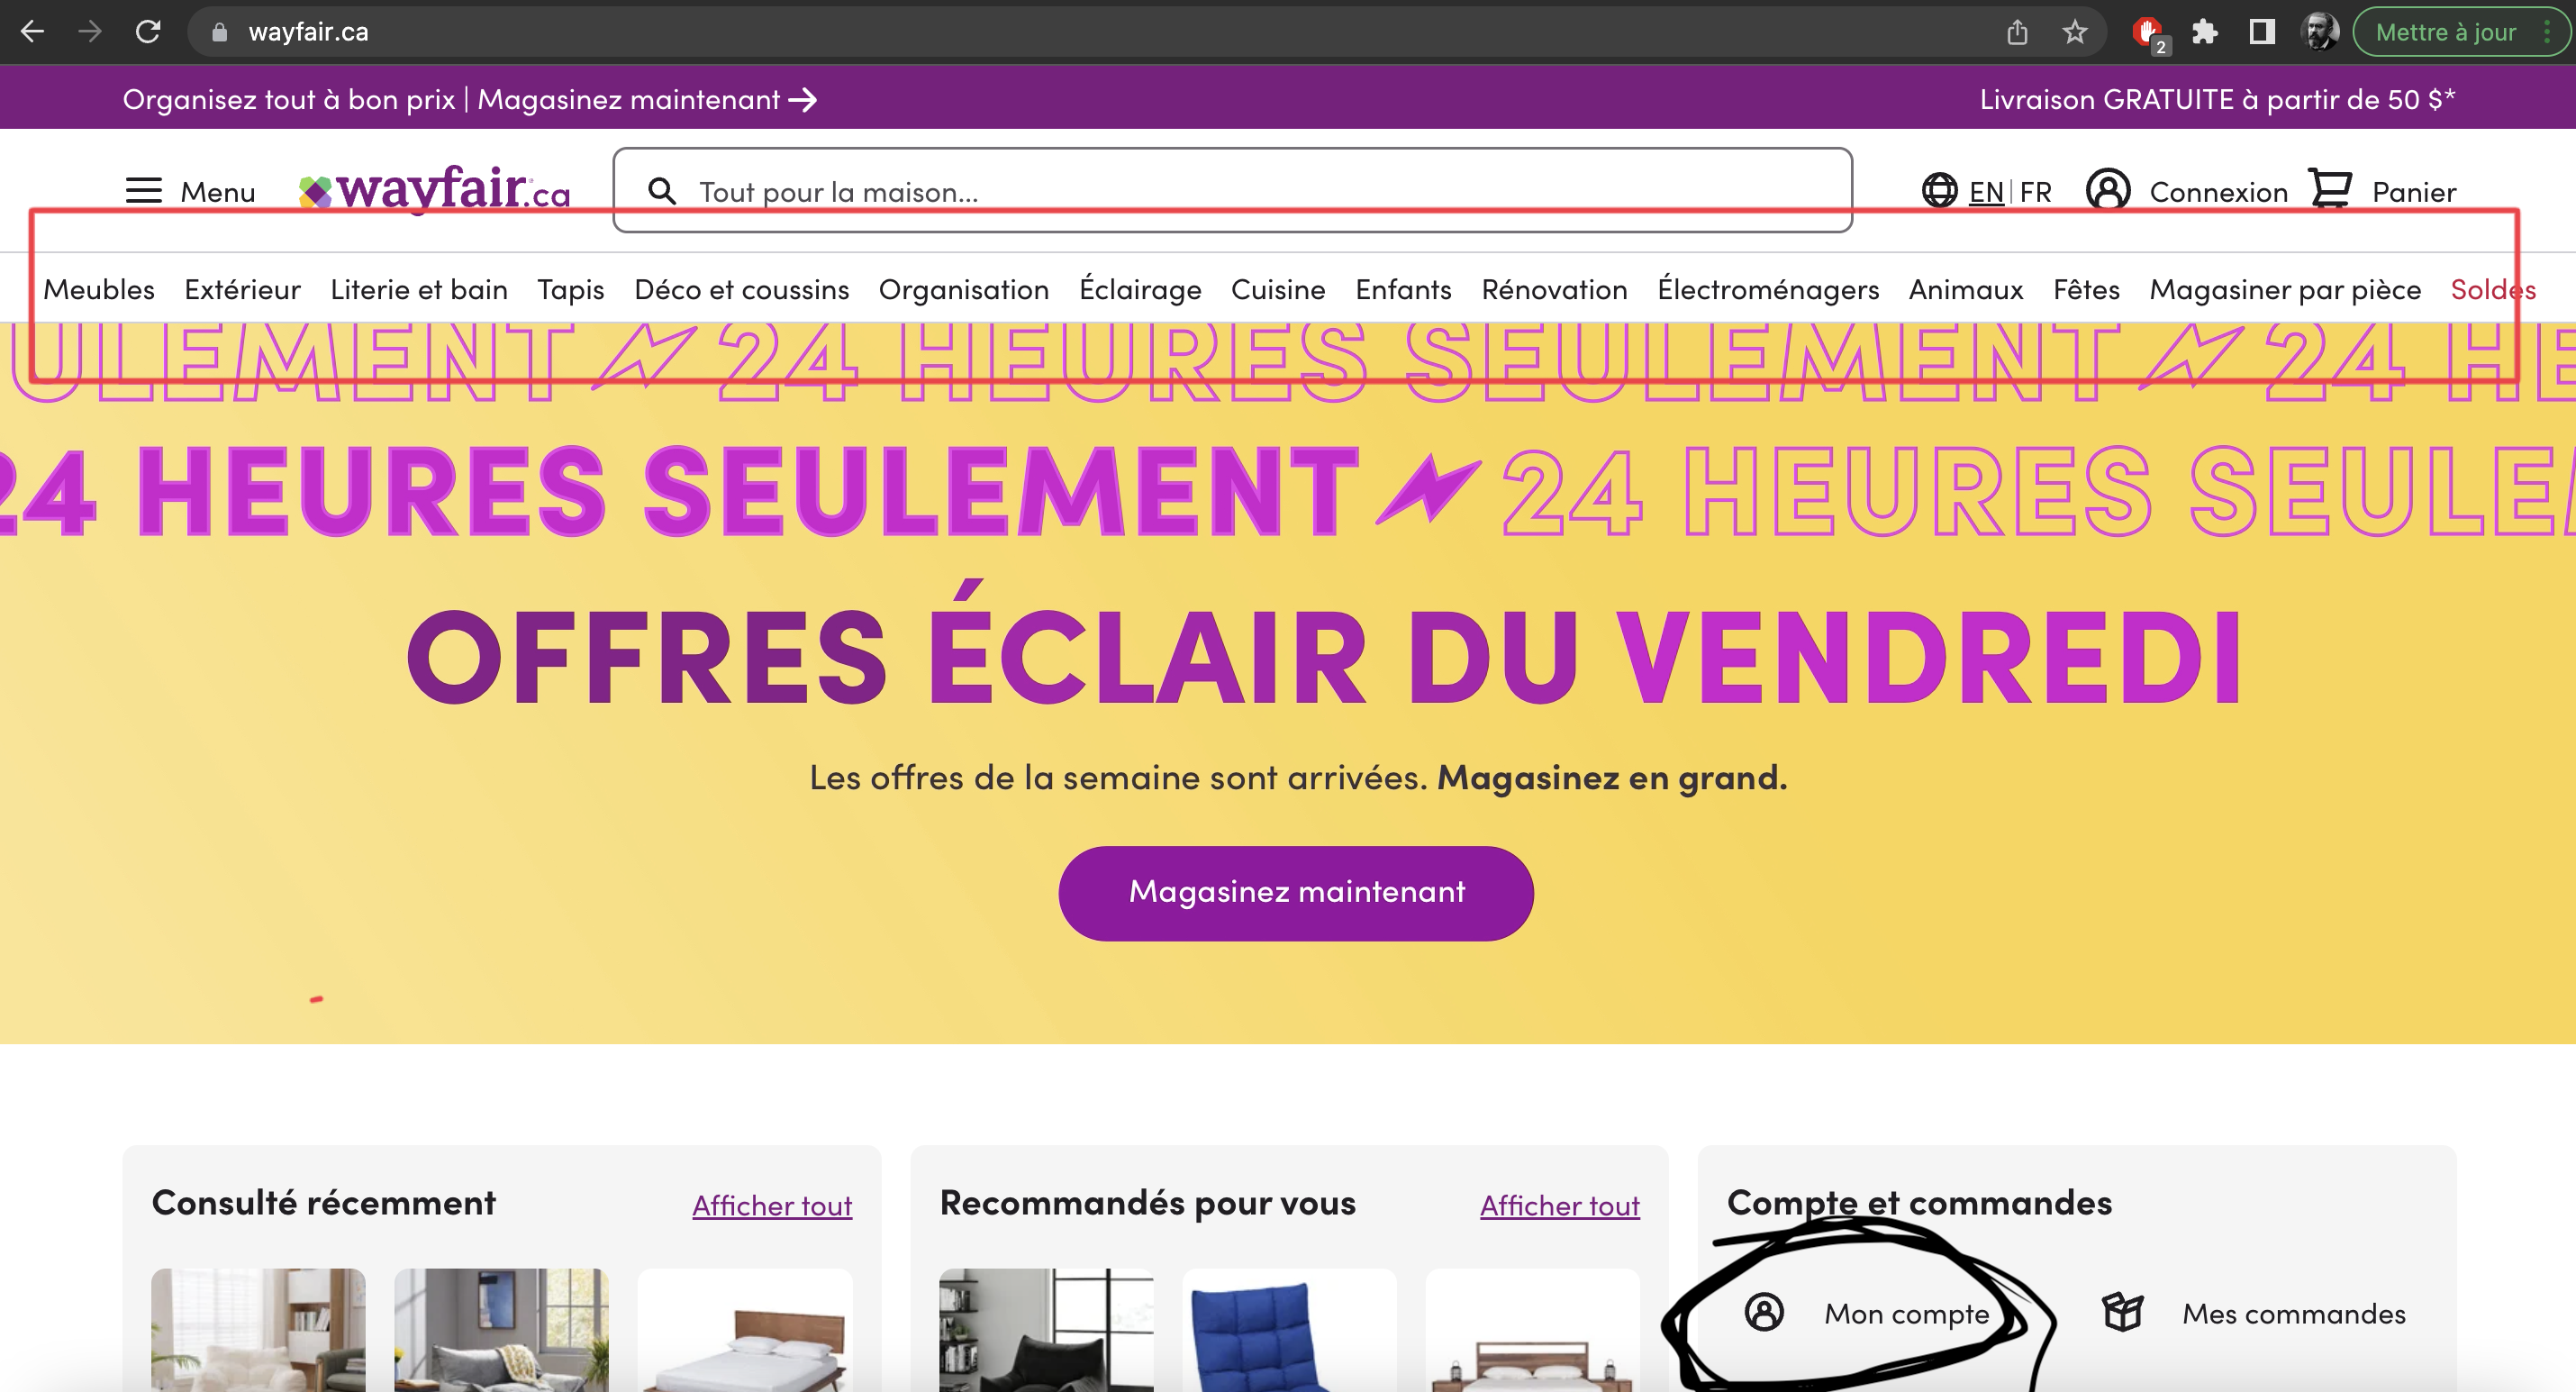 wayfair.ca
2
Mettre à jour
Organisez tout à bon prix | Magasinez maintenant →
Livraison GRATUITE à partir de 50 $*
Menu
wayfair.ca
Tout pour la maison...
EN | FR
Connexion
Panier
Meubles Extérieur Literie et bain Tapis Déco et coussins Organisation Éclairage Cuisine Enfants Rénovation Électroménagers Animaux Fêtes Magasiner par pièce Soldes
ULEMENT 24 HEURES SEULEMENT 24 HE
24 HEURES SEULEMENT 24 HEURES SEULEM
OFFRES ÉCLAIR DU VENDREDI
Les offres de la semaine sont arrivées. Magasinez en grand.
Magasinez maintenant
Consulté récemment
Afficher tout
Recommandés pour vous
Afficher tout
Compte et commandes
Mon compte
Mes commandes